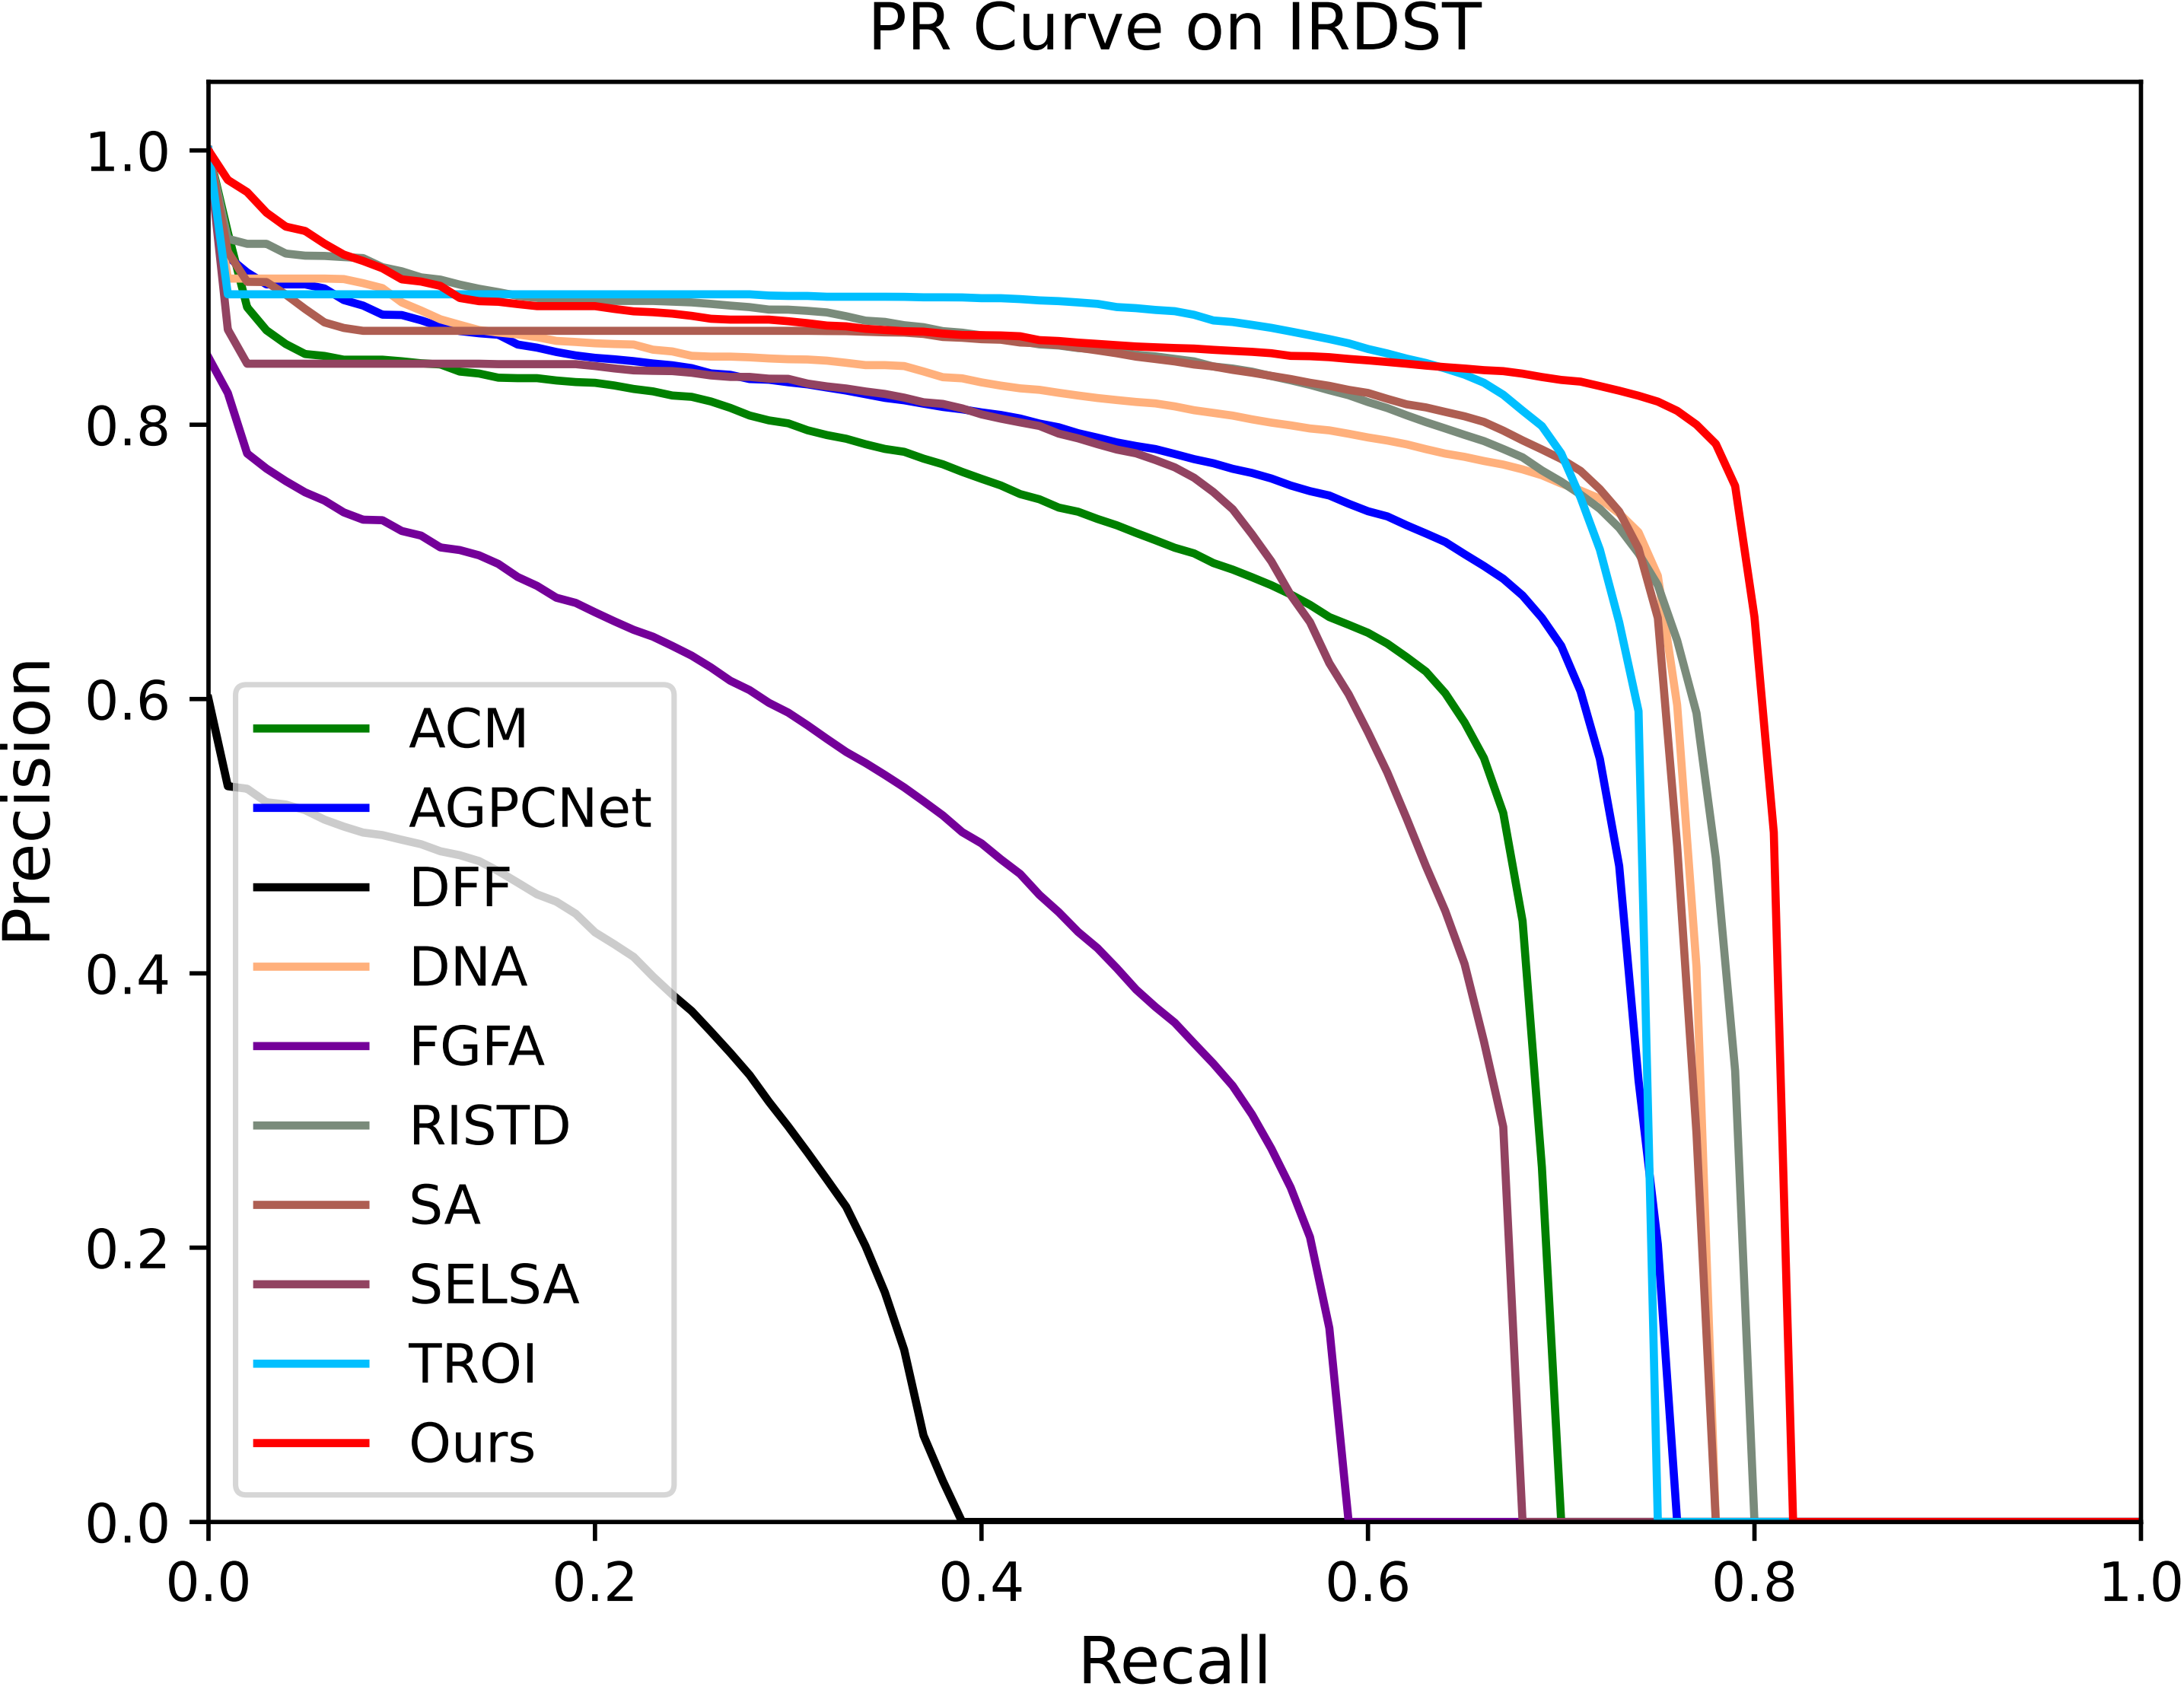 PR Curve on IRDST
Precision
1.0
0.8
0.6
0.4
0.2
0.0
ACM
AGPCNet
DFF
DNA
FGFA
RISTD
SA
SELSA
TROI
Ours
0.0 0.2 0.4 0.6 0.8 1.0
Recall